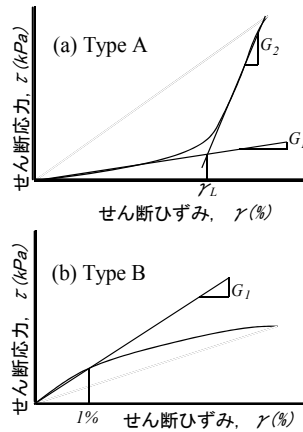 (a) Type A
G2
せん断応力, τ(kPa)
G1
γL
せん断ひずみ, γ(%)
(b) Type B
せん断応力, τ(kPa)
G1
1%
せん断ひずみ, γ(%)